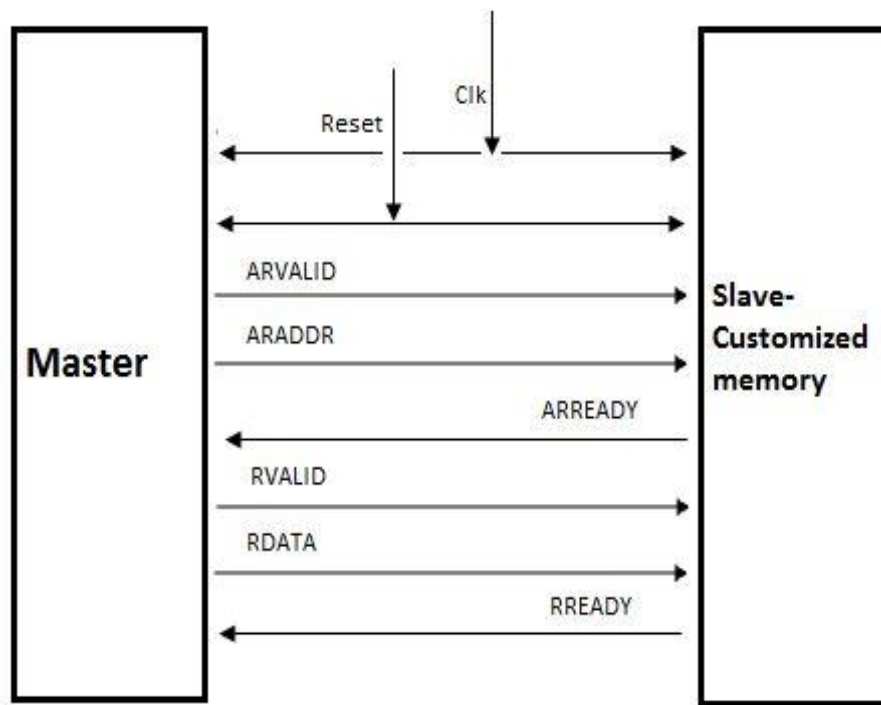 Clk
Reset
ARVALID
ARADDR
Master
Slave-
Customized
memory
ARREADY
RVALID
RDATA
RREADY